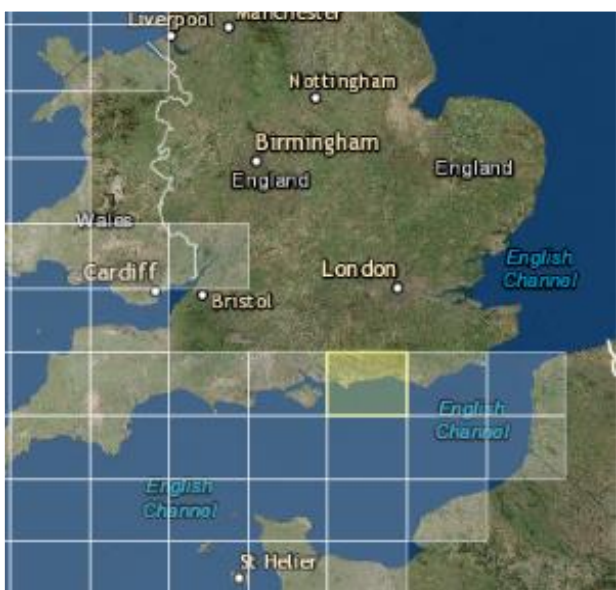 Liverpool
Manchester
Nottingham
Birmingham
England
England
Wales
English
Channel
Cardiff
London
Bristol
English
Channel
English
Channel
St Helier